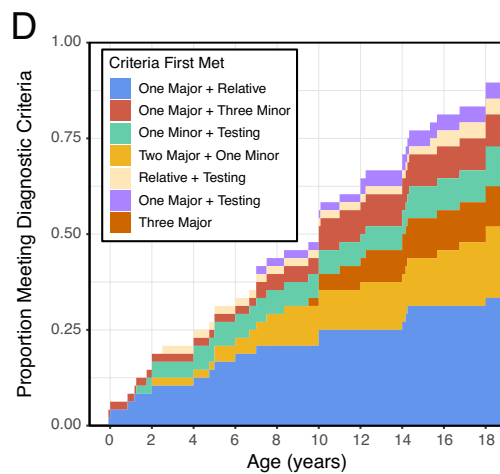 D
1.00
Criteria First Met
One Major + Relative
One Major + Three Minor
One Minor + Testing
Two Major + One Minor
Relative + Testing
One Major + Testing
Three Major
0.75
0.50
0.25
0.00
Proportion Meeting Diagnostic Criteria
0 2 4 6 8 10 12 14 16 18
Age (years)